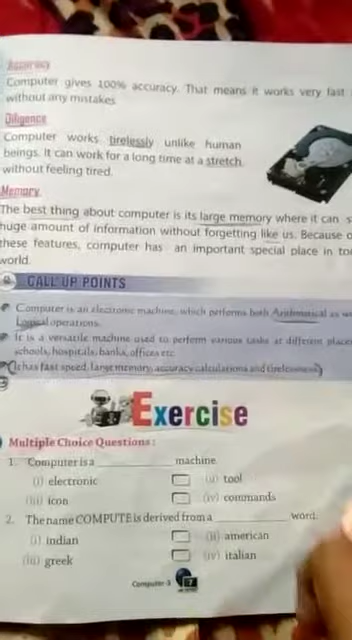 Accuracy
Computer gives 100% accuracy. That means it works very fast
without any mistakes
Diligence
Computer works tirelessly unlike human
beings. It can work for a long time at a stretch
without feeling tired.
Memory
The best thing about computer is its large memory where it can s
huge amount of information without forgetting like us. Because o
these features, computer has an important special place in to
world.
CALL UP POINTS
Computer is an electronic machine, which performs both Arithmetical as w
Logical operations.
It is a versatile machine used to perform various tasks at different place
schools, hospitals, banks, offices etc
It has fast speed, large memory, accuracy calculations and tirelessness
Exercise
Multiple Choice Questions :
1. Computer is a ____________ machine
(i) electronic (ii) tool
(iii) icon (iv) commands
2. The name COMPUTE is derived from a ____________ word.
(i) indian (ii) american
(iii) greek (iv) italian
Computer-3 7